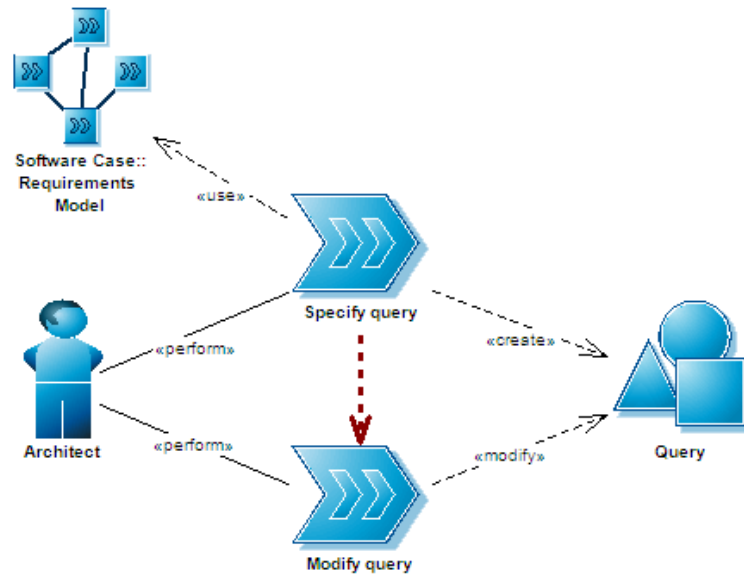 Software Case::
Requirements
Model
«use»
Specify query
«perform»
«create»
Architect
«perform»
«modify»
Query
Modify query